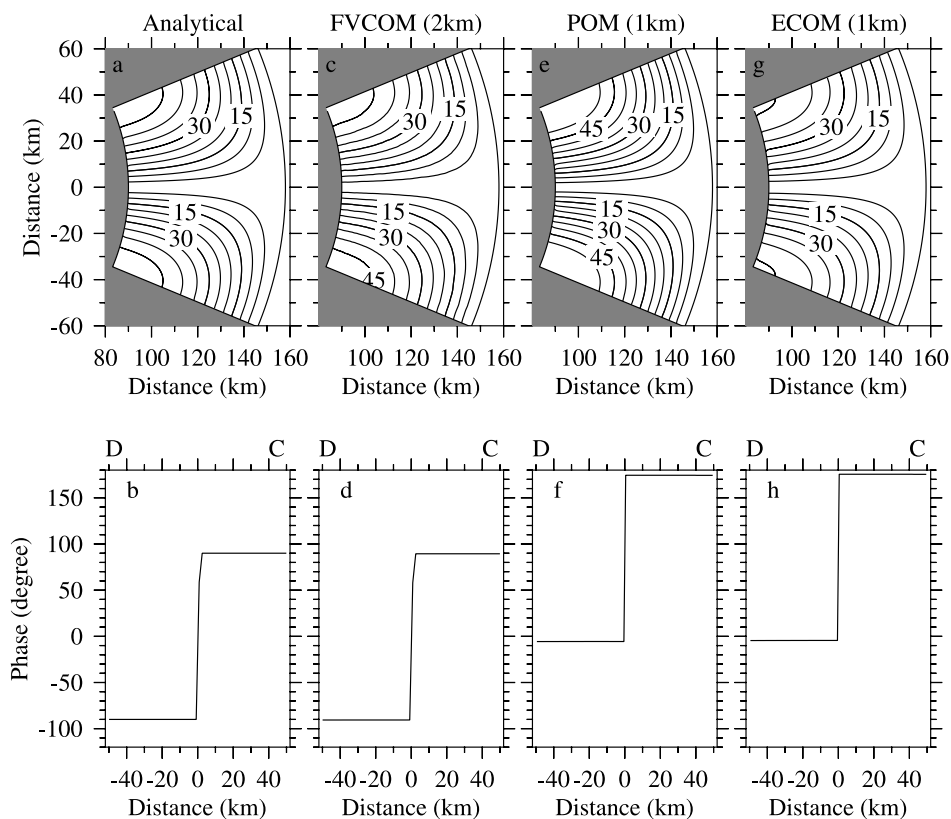 Analytical FVCOM (2km) POM (1km) ECOM (1km)
60
40
20
0
-20
-40
-60
Distance (km)
a
30
15
15
30
c
30
15
15
30
45
e
45
30
15
15
30
45
g
30
15
15
30
80 100 120 140 160 100 120 140 160 100 120 140 160 100 120 140 160
Distance (km) Distance (km) Distance (km) Distance (km)
D C D C D C D C
150
100
50
0
-50
-100
Phase (degree)
b
d
f
h
-40 -20 0 20 40 -40 -20 0 20 40 -40 -20 0 20 40 -40 -20 0 20 40
Distance (km) Distance (km) Distance (km) Distance (km)